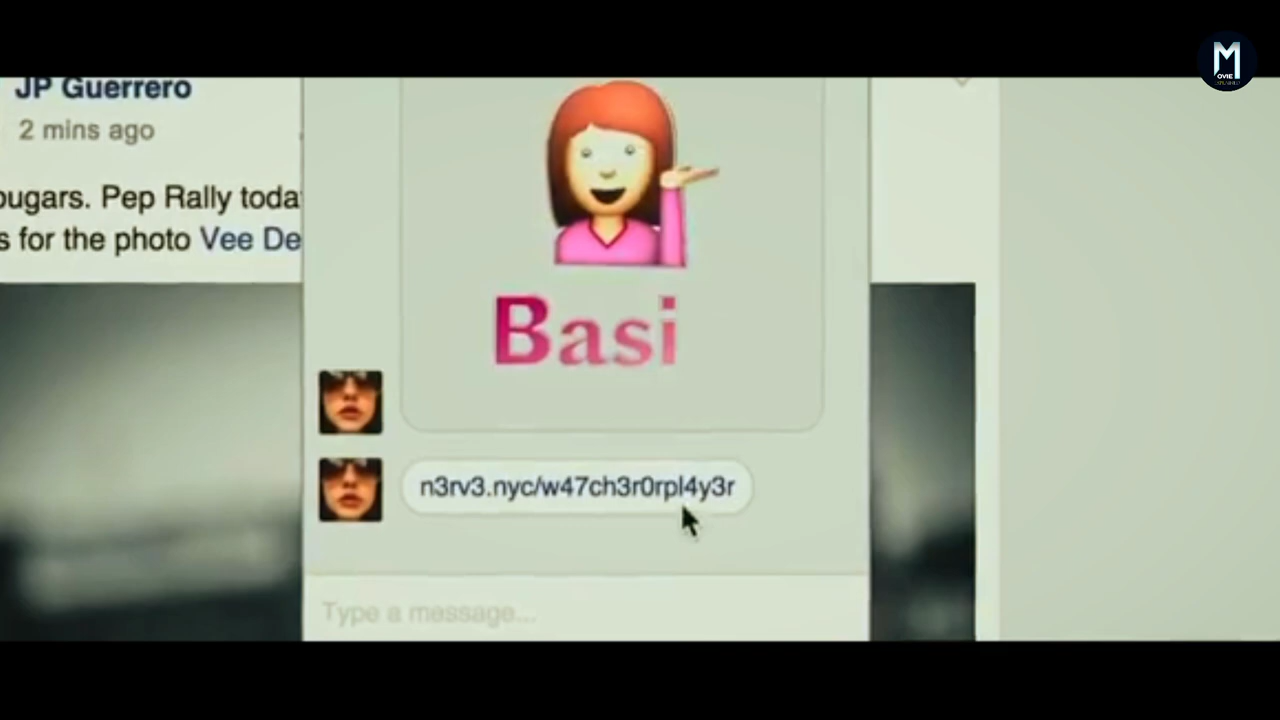 JP Guerrero
2 mins ago
ougars. Pep Rally toda
s for the photo Vee De
Basi
n3rv3.nyc/w47ch3r0rpl4y3r
Type a message...
M
OVIE